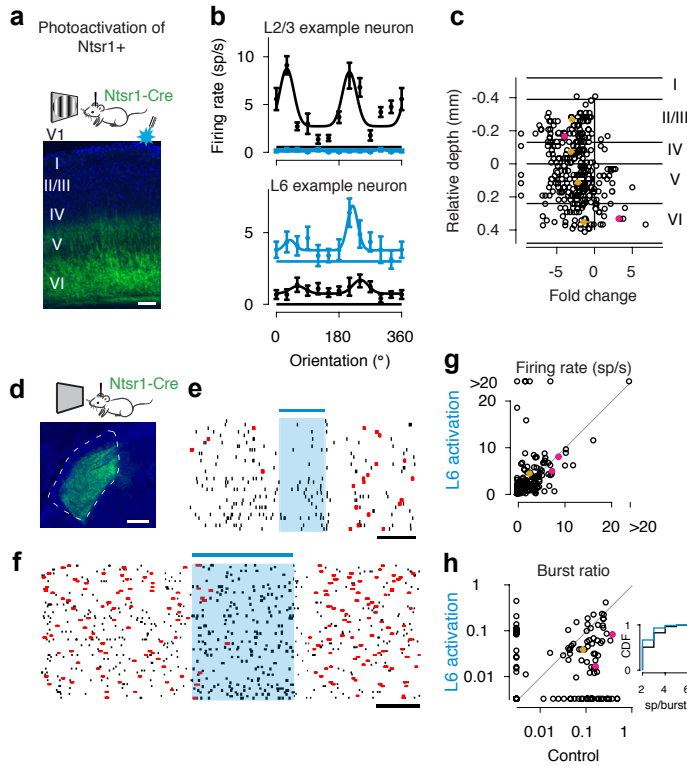 a
Photoactivation of
Ntsr1+
Ntsr1-Cre
V1
I
II/III
IV
V
VI
b
L2/3 example neuron
Firing rate (sp/s)
10
5
0
L6 example neuron
5
0
0 180 360
Orientation (°)
c
Relative depth (mm)
-0.4
-0.2
0
0.2
0.4
I
II/III
IV
V
VI
-5 0 5
Fold change
d
Ntsr1-Cre
e
f
g
Firing rate (sp/s)
L6 activation
>20
20
10
0
0 10 20
>20
h
Burst ratio
L6 activation
1
0.1
0.01
0.01 0.1 1
Control
CDF
1
0
2 4 6
sp/burst